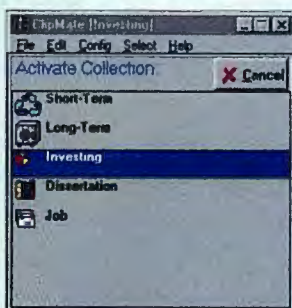 ClipMate [Investing]
File Edit Config Select Help
Activate Collection:
Cancel
Short-Term
Long-Term
Investing
Dissertation
Job